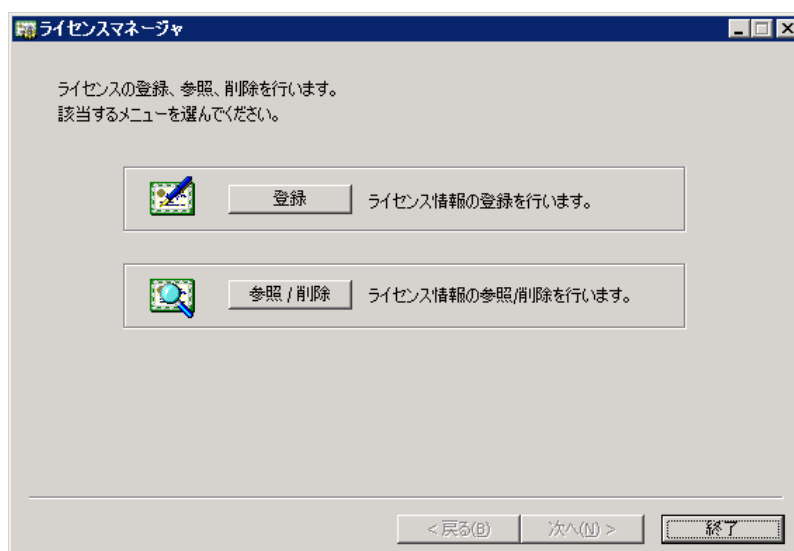 ライセンスマネージャ
ライセンスの登録、参照、削除を行います。
該当するメニューを選んでください。
登録 ライセンス情報の登録を行います。
参照 / 削除 ライセンス情報の参照/削除を行います。
< 戻る(B) 次へ(N) > 終了